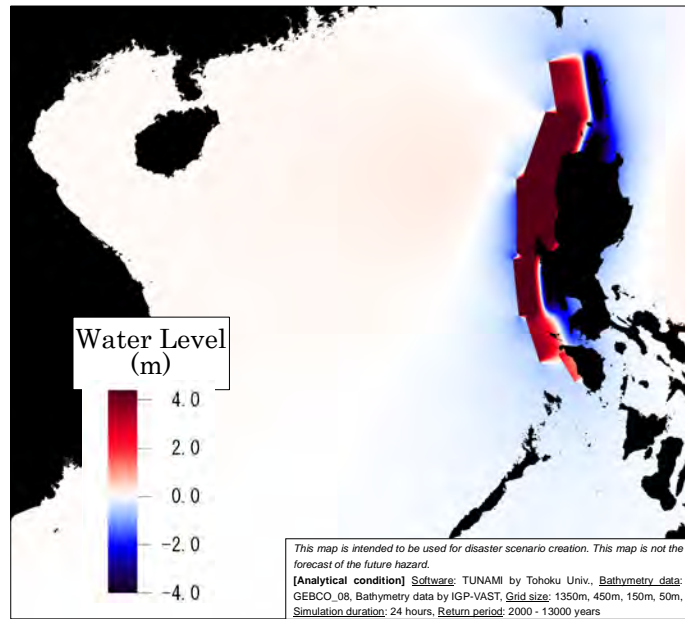 Water Level
(m)
4.0
2.0
0.0
-2.0
-4.0
This map is intended to be used for disaster scenario creation. This map is not the
forecast of the future hazard.
[Analytical condition] Software: TUNAMI by Tohoku Univ., Bathymetry data:
GEBCO_08, Bathymetry data by IGP-VAST, Grid size: 1350m, 450m, 150m, 50m,
Simulation duration: 24 hours, Return period: 2000 - 13000 years